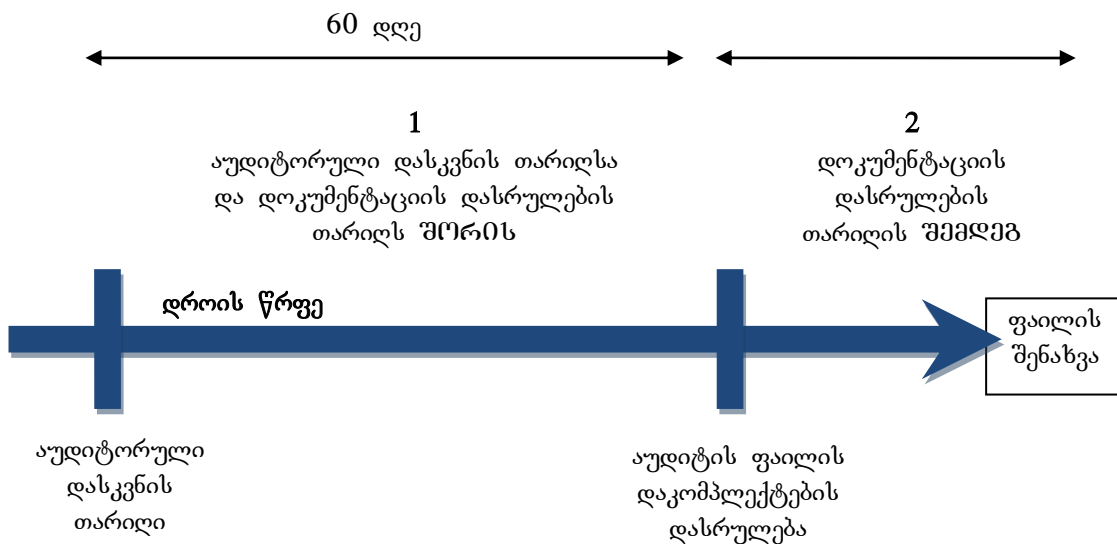 60 დღე
1
აუდიტორული დასკვნის თარიღსა
და დოკუმენტაციის დასრულების
თარიღს შორის
2
დოკუმენტაციის
დასრულების
თარიღის შემდეგ
დროის წრფე
ფაილის
შენახვა
აუდიტორული
დასკვნის
თარიღი
აუდიტის ფაილის
დაკომპლექტების
დასრულება